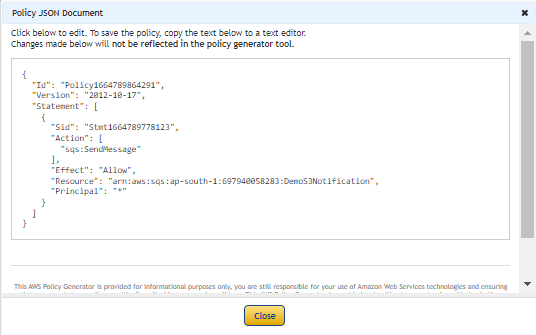 Policy JSON Document
Click below to edit. To save the policy, copy the text below to a text editor.
Changes made below will not be reflected in the policy generator tool.
{
"Id": "Policy1664789864291",
"Version": "2012-10-17",
"Statement": [
{
"Sid": "Stmt1664789778123",
"Action": [
"sqs:SendMessage"
],
"Effect": "Allow",
"Resource": "arn:aws:sqs:ap-south-1:697940058283:DemoS3Notification",
"Principal": "*"
}
]
}
This AWS Policy Generator is provided for informational purposes only, you are still responsible for your use of Amazon Web Services technologies and ensuring
Close